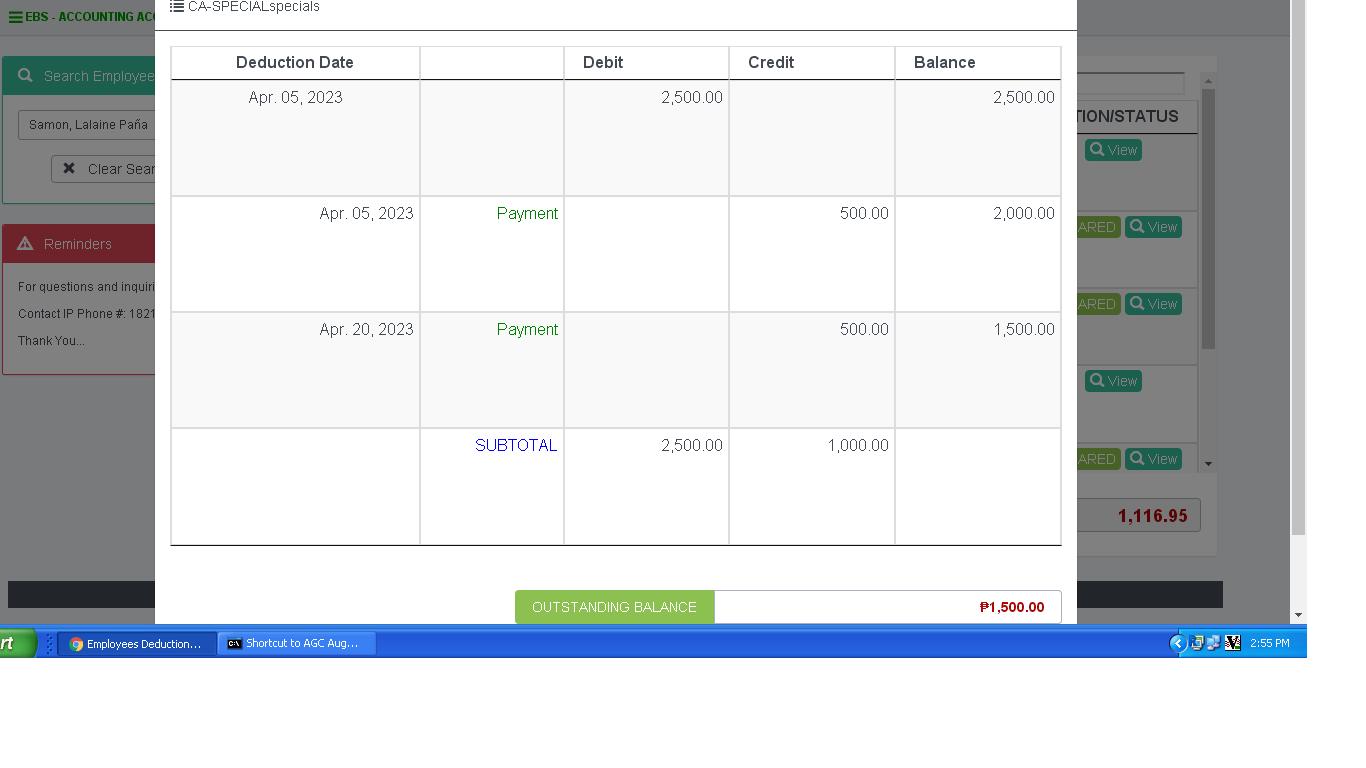 CA-SPECIALspecials
EBS - ACCOUNTING
Search Employee
Samon, Lalaine Paña
Clear
Reminders
For questions and
Contact IP Phone #: 1821
Thank You...
Deduction Date Debit Credit Balance
Apr. 05, 2023 2,500.00 2,500.00
Apr. 05, 2023 Payment 500.00 2,000.00
Apr. 20, 2023 Payment 500.00 1,500.00
SUBTOTAL 2,500.00 1,000.00
OUTSTANDING BALANCE ₱1,500.00
TION/STATUS
View
ARED View
ARED View
View
ARED View
1,116.95
rt Employees Deduction... Shortcut to AGC Aug... 2:55 PM